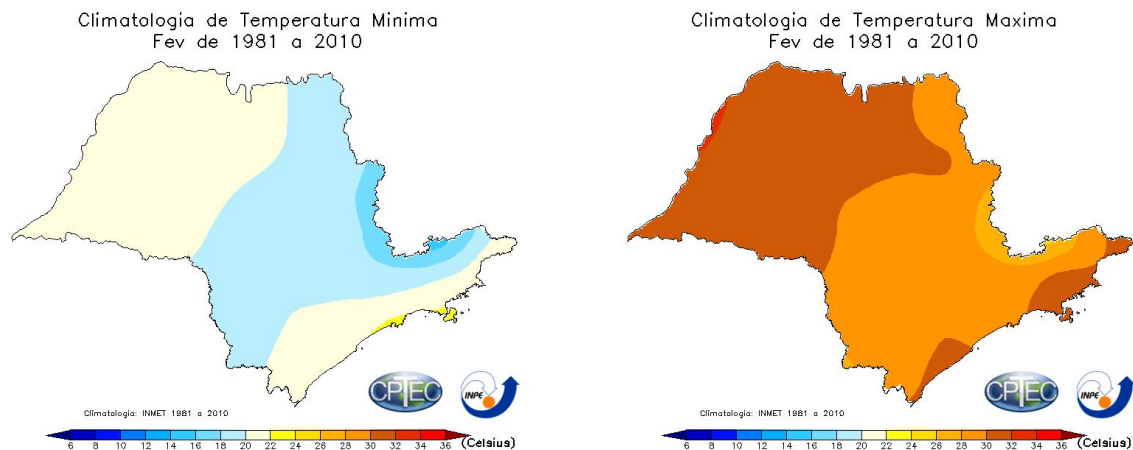 Climatologia de Temperatura Minima
Fev de 1981 a 2010
CPTEC
INPE
Climatologia: INMET 1981 a 2010
6 8 10 12 14 16 18 20 22 24 26 28 30 32 34 36 (Celsius)
Climatologia de Temperatura Maxima
Fev de 1981 a 2010
CPTEC
INPE
Climatologia: INMET 1981 a 2010
6 8 10 12 14 16 18 20 22 24 26 28 30 32 34 36 (Celsius)